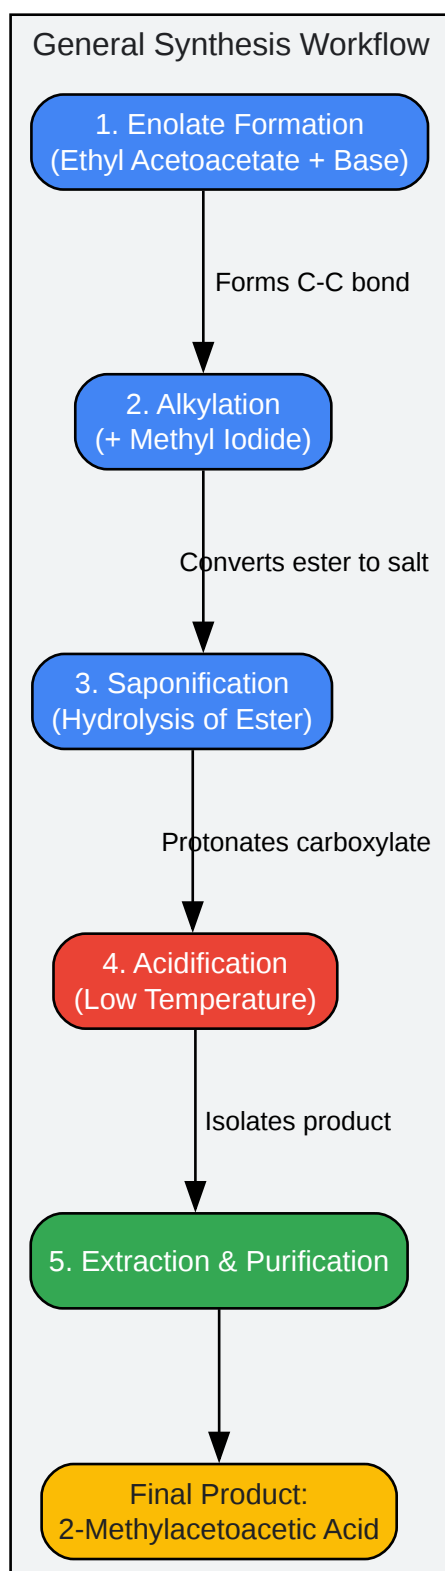 General Synthesis Workflow
1. Enolate Formation
(Ethyl Acetoacetate + Base)
Forms C-C bond
2. Alkylation
(+ Methyl Iodide)
Converts ester to salt
3. Saponification
(Hydrolysis of Ester)
Protonates carboxylate
4. Acidification
(Low Temperature)
Isolates product
5. Extraction & Purification
Final Product:
2-Methylacetoacetic Acid